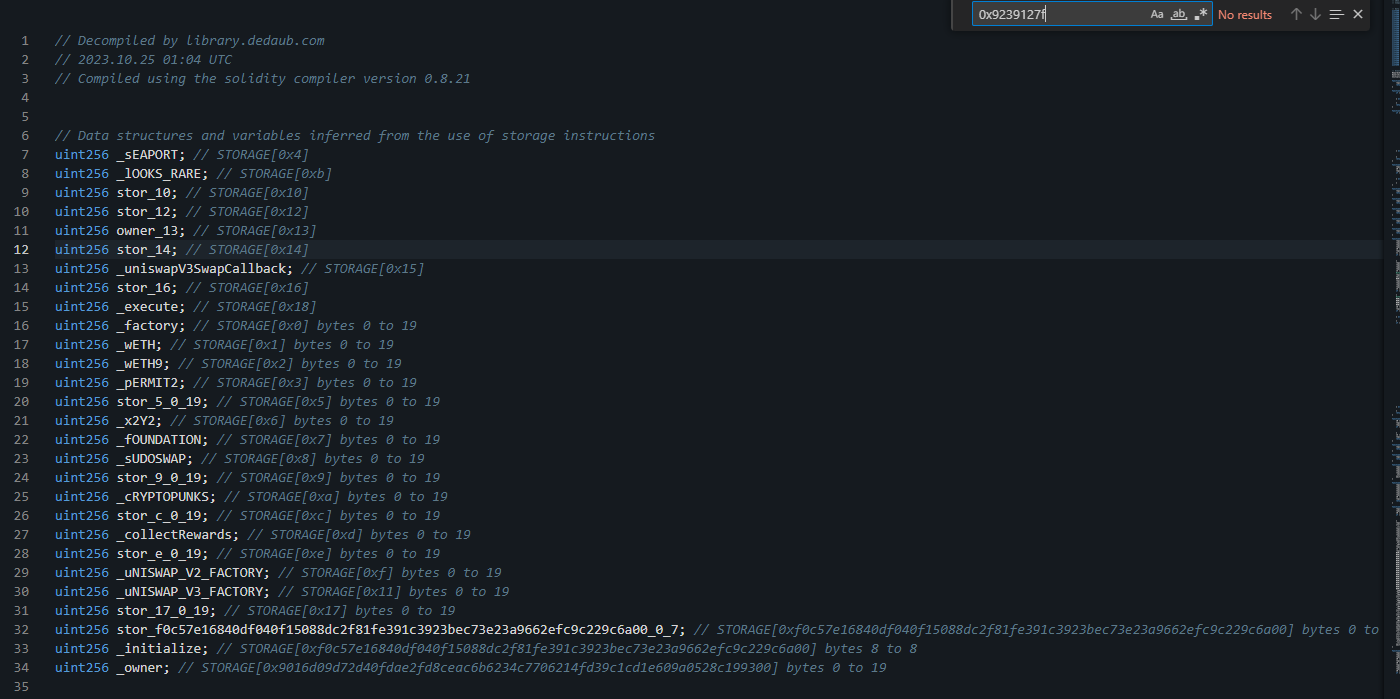 0x9239127f Aa ab * No results
1 // Decompiled by library.dedaub.com
2 // 2023.10.25 01:04 UTC
3 // Compiled using the solidity compiler version 0.8.21
4
5
6 // Data structures and variables inferred from the use of storage instructions
7 uint256 _sEAPORT; // STORAGE[0x4]
8 uint256 _lOOKS_RARE; // STORAGE[0xb]
9 uint256 stor_10; // STORAGE[0x10]
10 uint256 stor_12; // STORAGE[0x12]
11 uint256 owner_13; // STORAGE[0x13]
12 uint256 stor_14; // STORAGE[0x14]
13 uint256 _uniswapV3SwapCallback; // STORAGE[0x15]
14 uint256 stor_16; // STORAGE[0x16]
15 uint256 _execute; // STORAGE[0x18]
16 uint256 _factory; // STORAGE[0x0] bytes 0 to 19
17 uint256 _wETH; // STORAGE[0x1] bytes 0 to 19
18 uint256 _wETH9; // STORAGE[0x2] bytes 0 to 19
19 uint256 _pERMIT2; // STORAGE[0x3] bytes 0 to 19
20 uint256 stor_5_0_19; // STORAGE[0x5] bytes 0 to 19
21 uint256 _x2Y2; // STORAGE[0x6] bytes 0 to 19
22 uint256 _fOUNDATION; // STORAGE[0x7] bytes 0 to 19
23 uint256 _sUDOSWAP; // STORAGE[0x8] bytes 0 to 19
24 uint256 stor_9_0_19; // STORAGE[0x9] bytes 0 to 19
25 uint256 _cRYPTOPUNKS; // STORAGE[0xa] bytes 0 to 19
26 uint256 stor_c_0_19; // STORAGE[0xc] bytes 0 to 19
27 uint256 _collectRewards; // STORAGE[0xd] bytes 0 to 19
28 uint256 stor_e_0_19; // STORAGE[0xe] bytes 0 to 19
29 uint256 _uNISWAP_V2_FACTORY; // STORAGE[0xf] bytes 0 to 19
30 uint256 _uNISWAP_V3_FACTORY; // STORAGE[0x11] bytes 0 to 19
31 uint256 stor_17_0_19; // STORAGE[0x17] bytes 0 to 19
32 uint256 stor_f0c57e16840df040f15088dc2f81fe391c3923bec73e23a9662efc9c229c6a00_0_7; // STORAGE[0xf0c57e16840df040f15088dc2f81fe391c3923bec73e23a9662efc9c229c6a00] bytes 0 to
33 uint256 _initialize; // STORAGE[0xf0c57e16840df040f15088dc2f81fe391c3923bec73e23a9662efc9c229c6a00] bytes 8 to 8
34 uint256 _owner; // STORAGE[0x9016d09d72d40fdae2fd8ceac6b6234c7706214fd39c1cd1e609a0528c199300] bytes 0 to 19
35